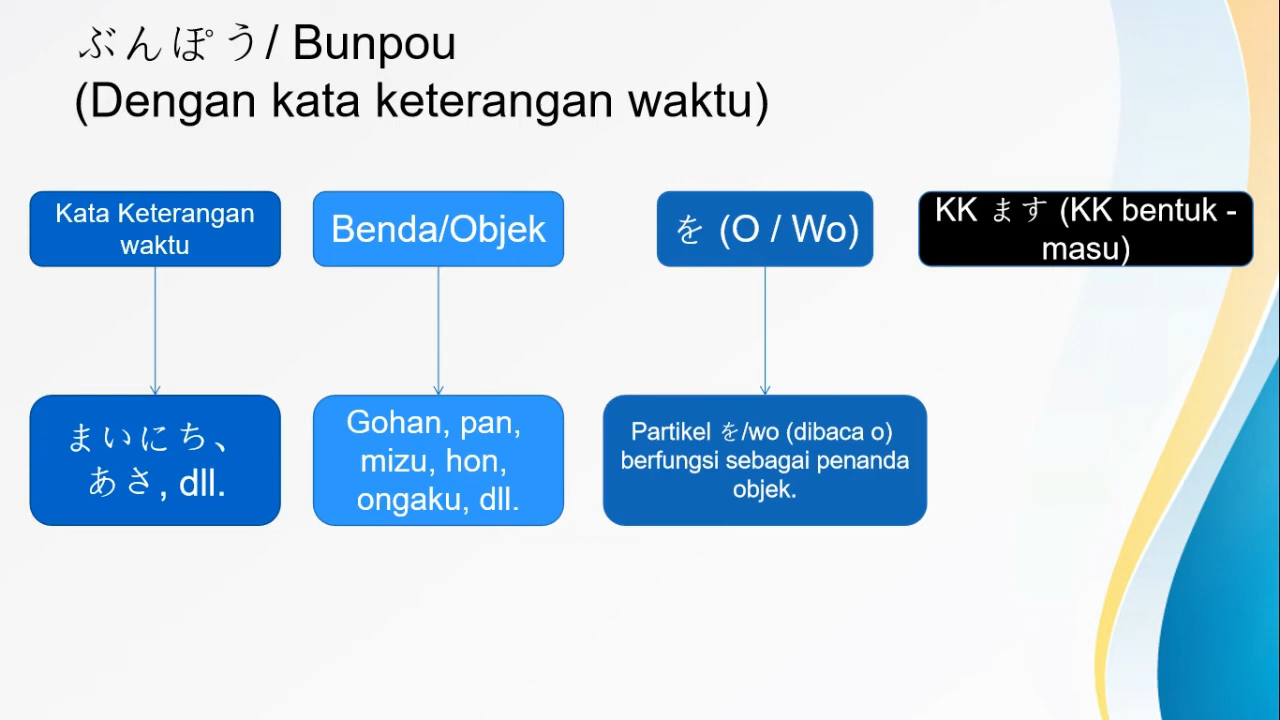 ぶんぽう/ Bunpou
(Dengan kata keterangan waktu)
Kata Keterangan
waktu
Benda/Objek
を (O / Wo)
KK ます (KK bentuk -
masu)
まいにち、
あさ, dll.
Gohan, pan,
mizu, hon,
ongaku, dll.
Partikel を/wo (dibaca o)
berfungsi sebagai penanda
objek.